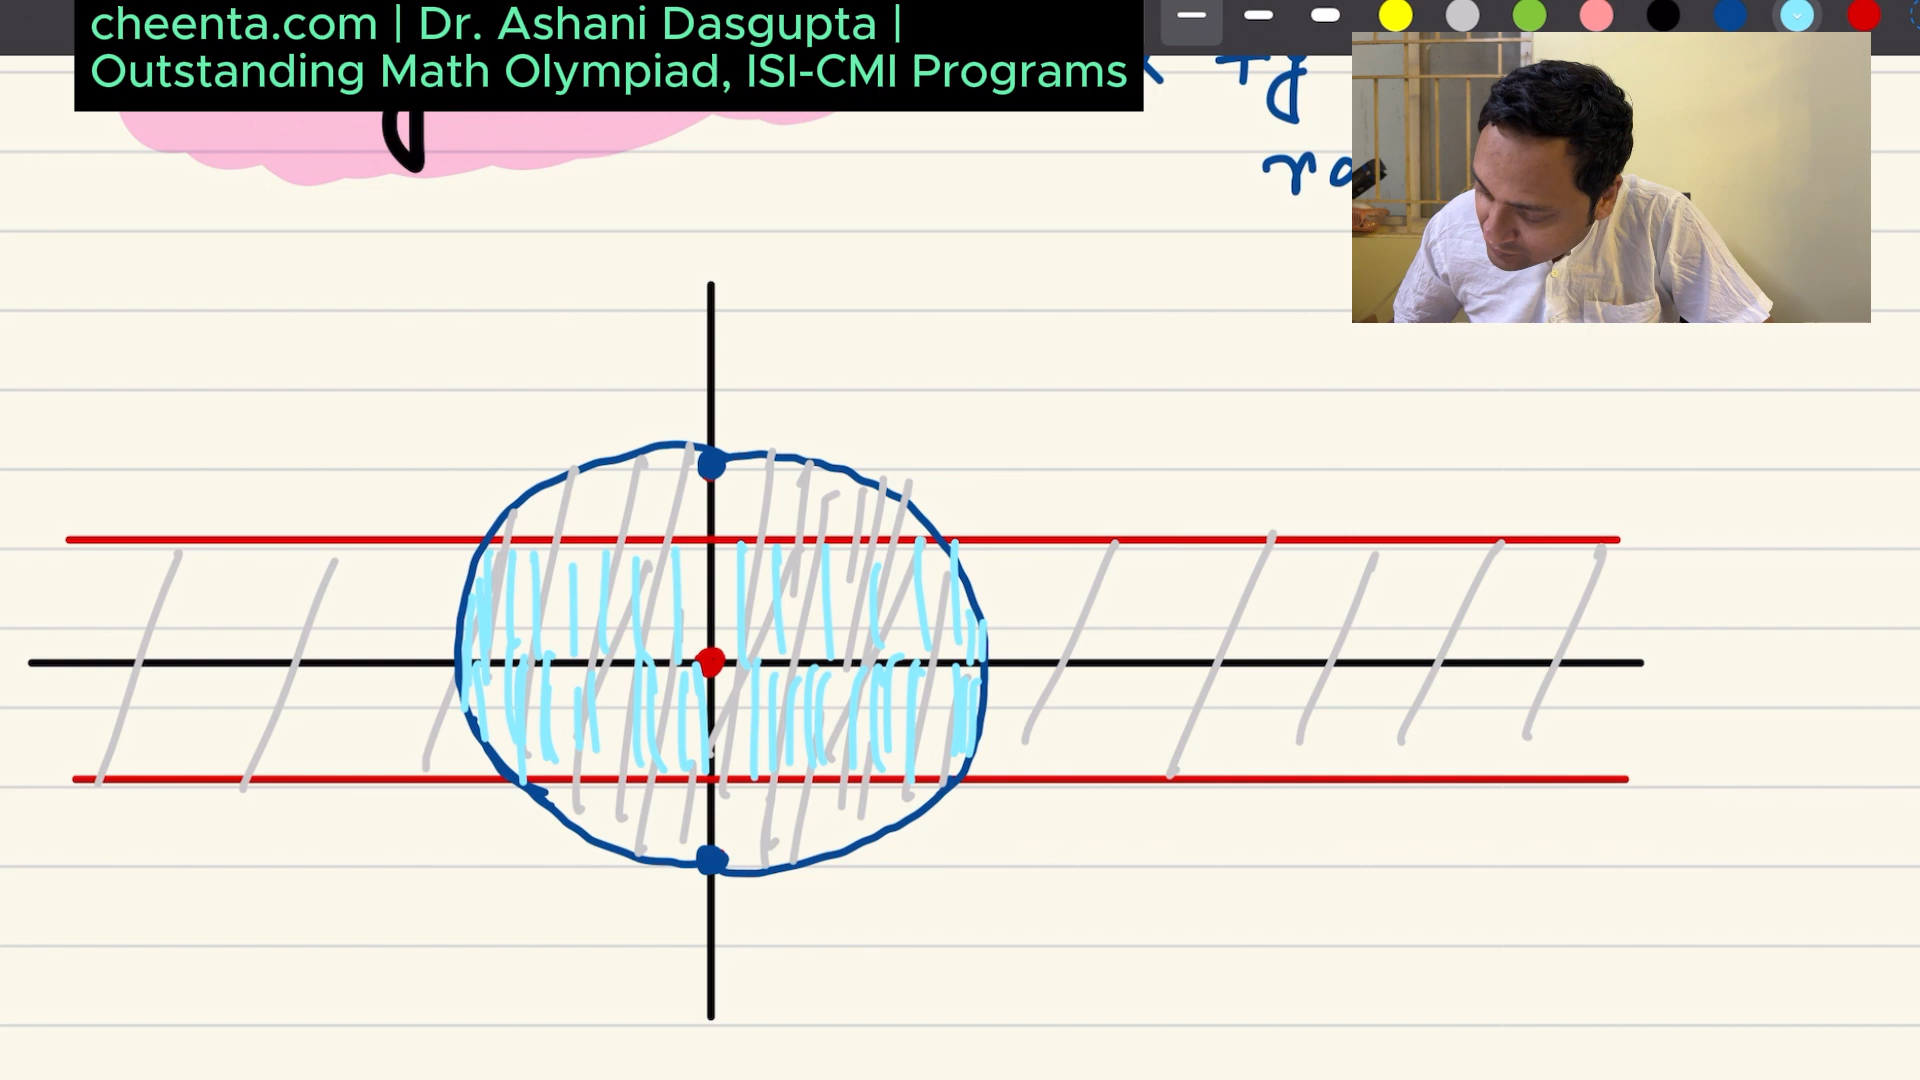 cheenta.com | Dr. Ashani Dasgupta |
Outstanding Math Olympiad, ISI-CMI Programs
+y